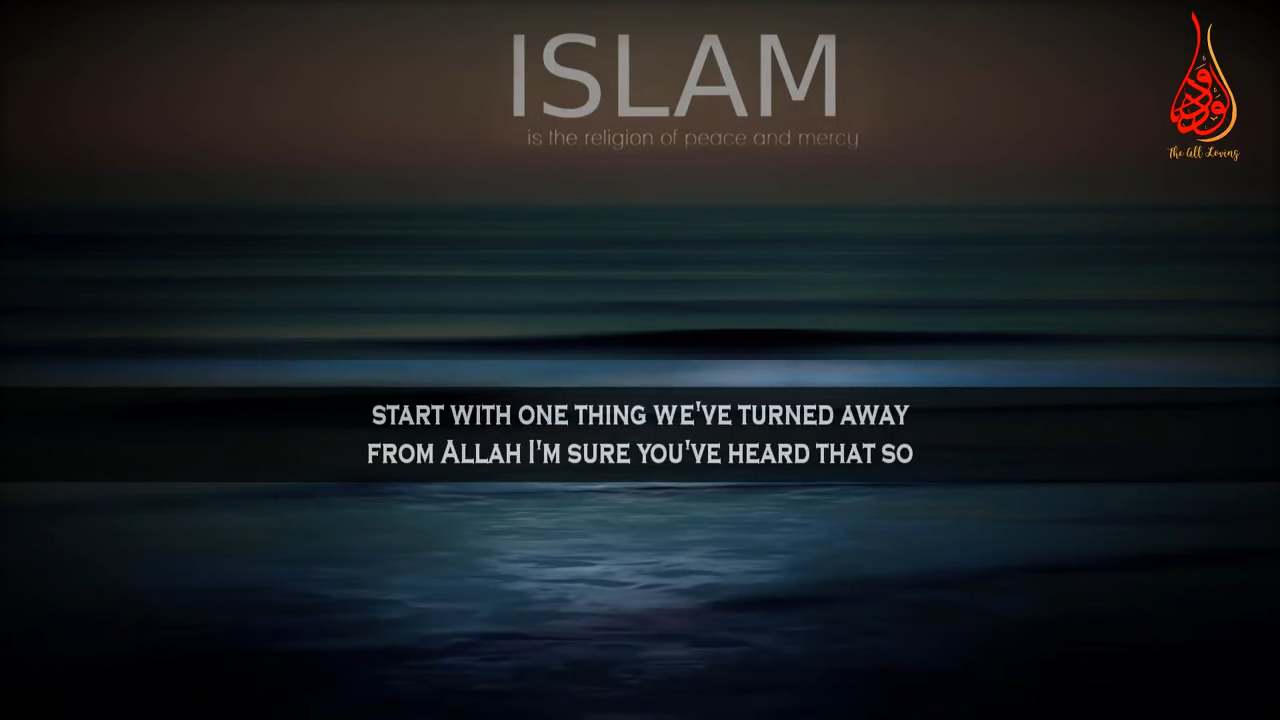 ISLAM
is the religion of peace and mercy
الودود
The All Loving
START WITH ONE THING WE'VE TURNED AWAY
FROM ALLAH I'M SURE YOU'VE HEARD THAT SO